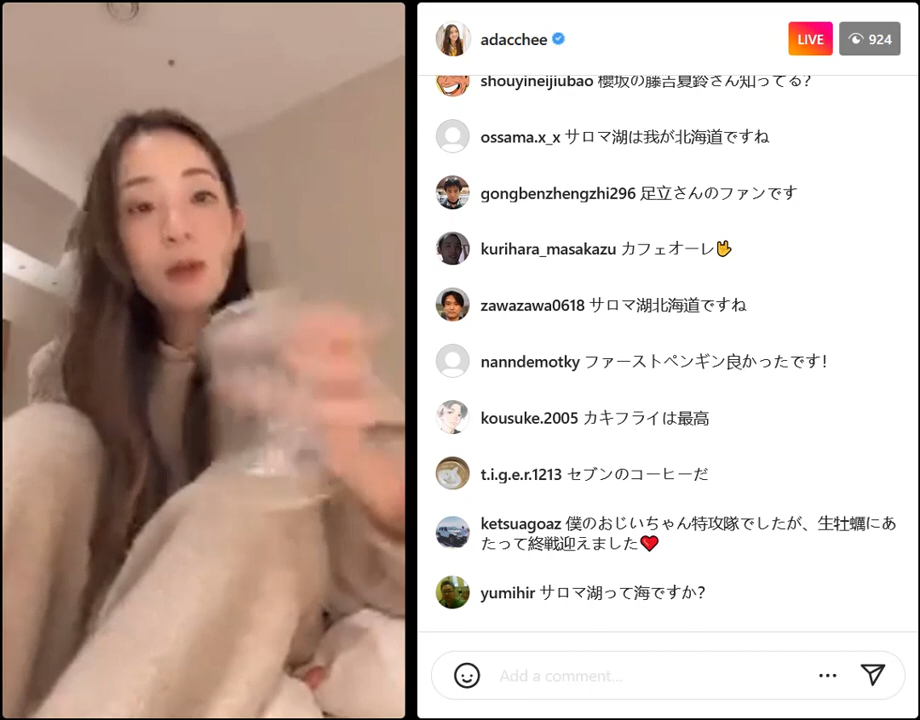 adacchee
LIVE
924
shouyineijiubao 櫻坂の藤吉夏鈴さん知ってる?
ossama.x_x サロマ湖は我が北海道ですね
gongbenzhengzhi296 足立さんのファンです
kurihara_masakazu カフェオーレ🤟
zawazawa0618 サロマ湖北海道ですね
nanndemotky ファーストペンギン良かったです!
kousuke.2005 カキフライは最高
t.i.g.e.r.1213 セブンのコーヒーだ
ketsuagoaz 僕のおじいちゃん特攻隊でしたが、生牡蠣にあ
たって終戦迎えました❤️
yumihir サロマ湖って海ですか?
Add a comment...